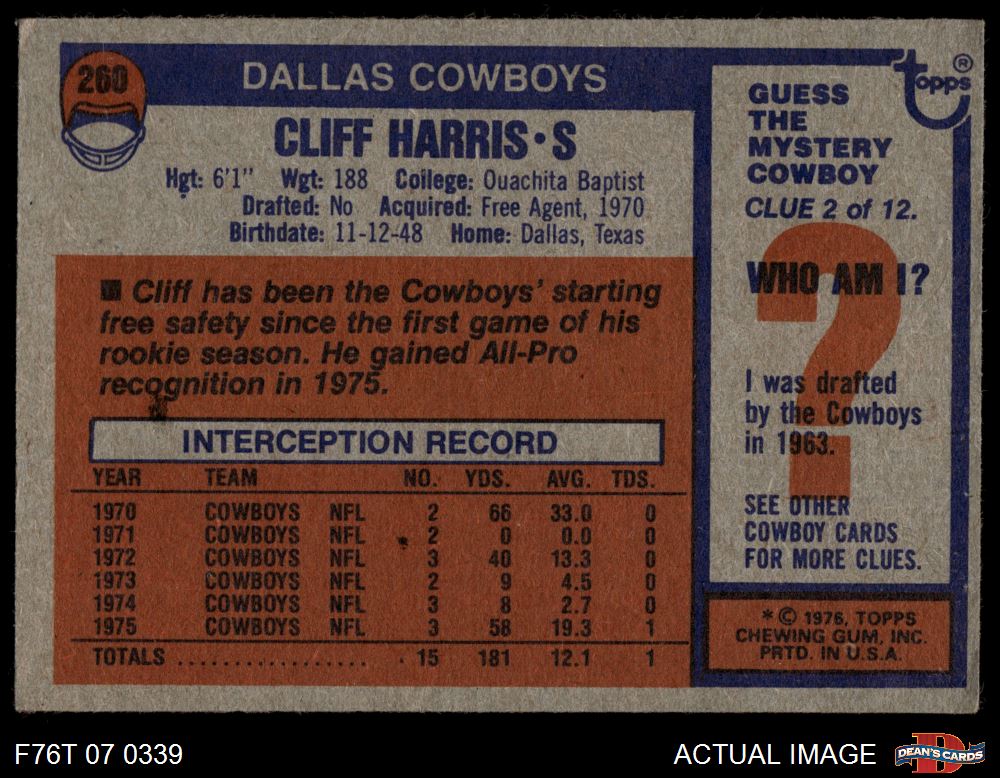 260
DALLAS COWBOYS
CLIFF HARRIS • S
Hgt: 6'1" Wgt: 188 College: Ouachita Baptist
Drafted: No Acquired: Free Agent, 1970
Birthdate: 11-12-48 Home: Dallas, Texas
■ Cliff has been the Cowboys' starting
free safety since the first game of his
rookie season. He gained All-Pro
recognition in 1975.
INTERCEPTION RECORD
YEAR TEAM NO. YDS. AVG. TDS.
1970 COWBOYS NFL 2 66 33.0 0
1971 COWBOYS NFL 2 0 0.0 0
1972 COWBOYS NFL 3 40 13.3 0
1973 COWBOYS NFL 2 9 4.5 0
1974 COWBOYS NFL 3 8 2.7 0
1975 COWBOYS NFL 3 58 19.3 1
TOTALS .................. 15 181 12.1 1
topps ®
GUESS
THE
MYSTERY
COWBOY
CLUE 2 of 12.
?
WHO AM I?
I was drafted
by the Cowboys
in 1963.
SEE OTHER
COWBOY CARDS
FOR MORE CLUES.
* © 1976, TOPPS
CHEWING GUM, INC.
PRTD. IN U.S.A.
F76T 07 0339
ACTUAL IMAGE
DEAN'S CARDS